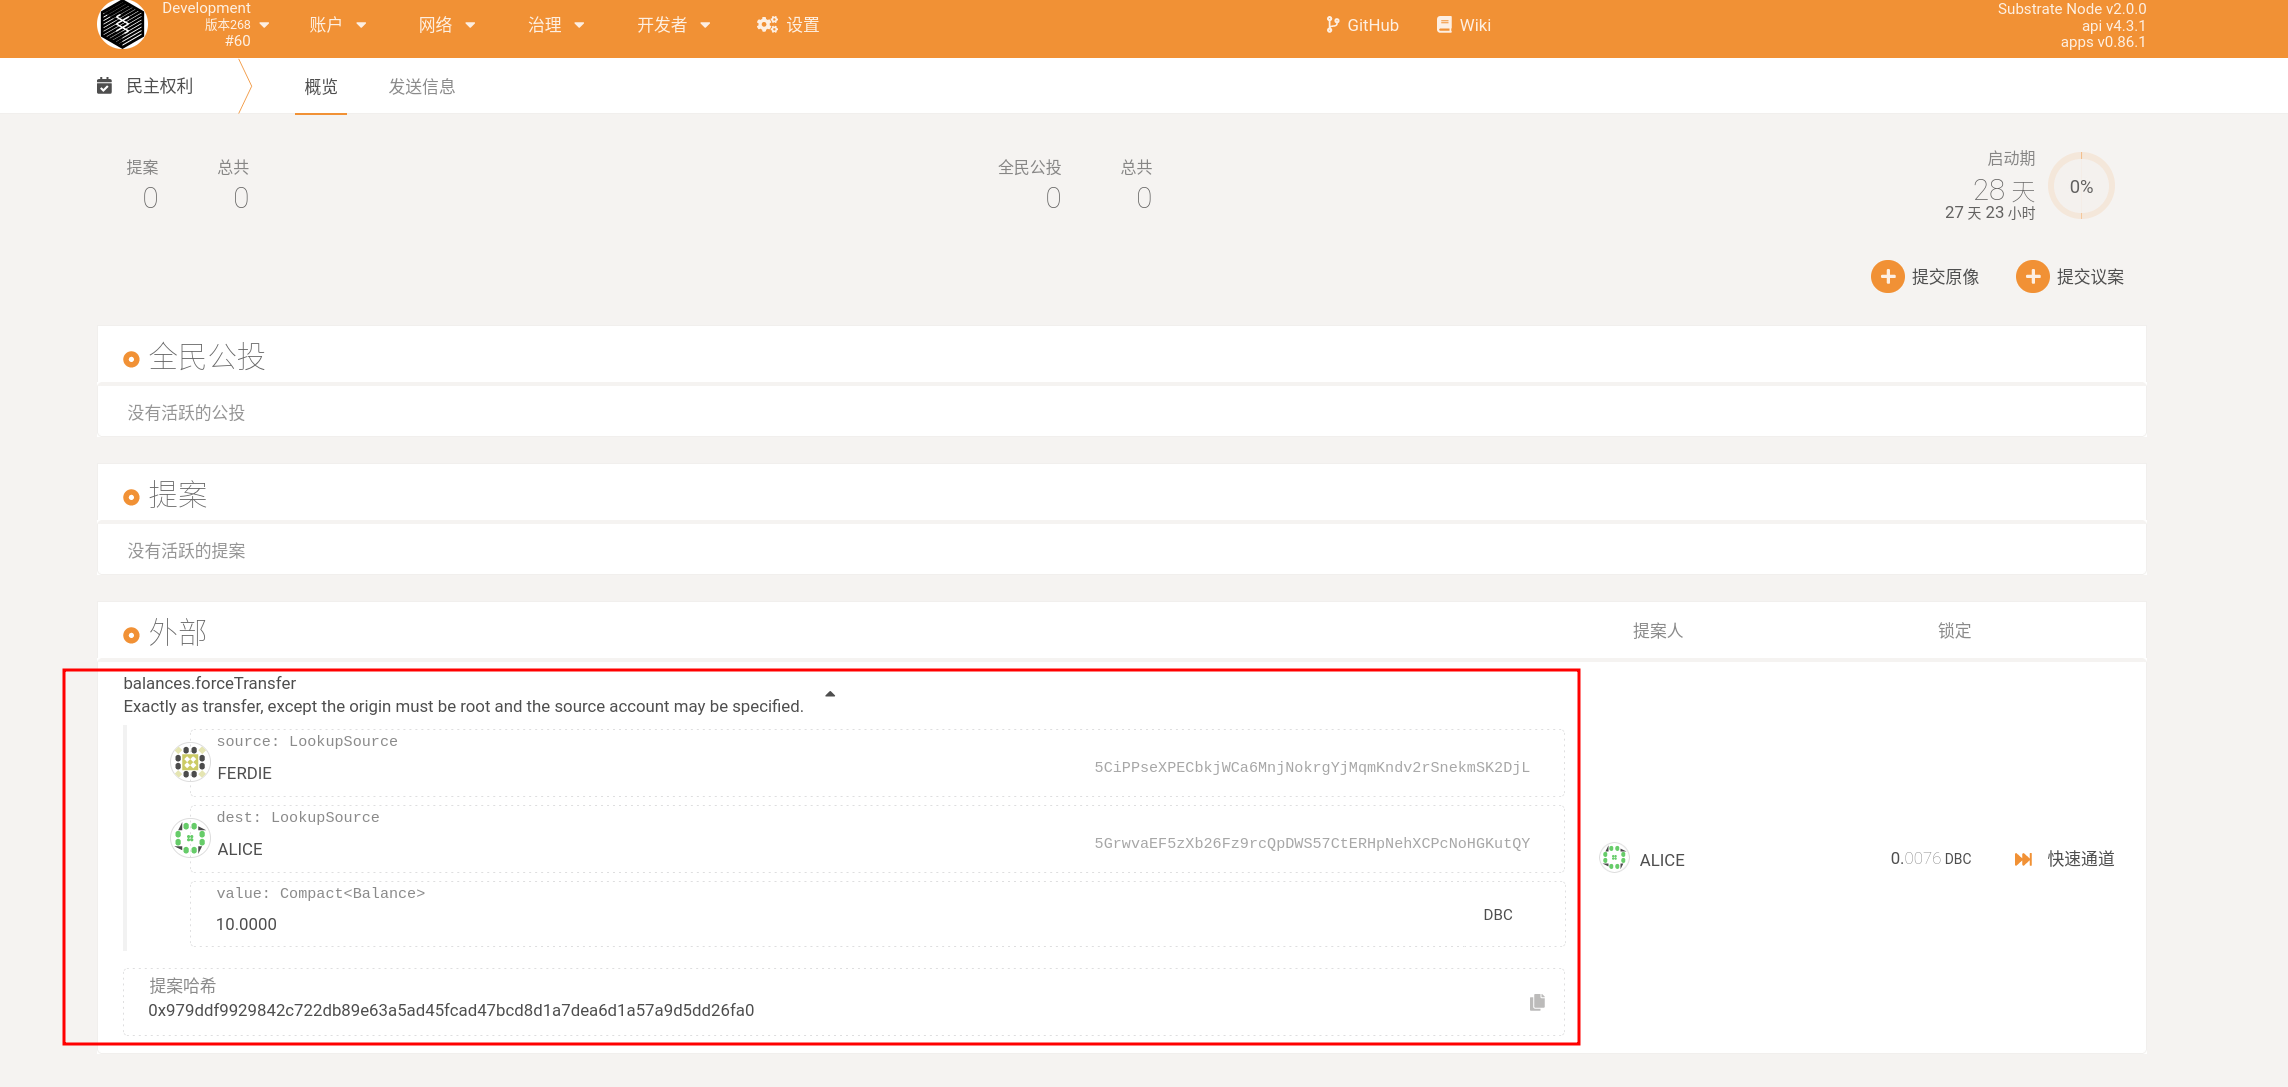 Development
版本268
#60
账户
网络
治理
开发者
设置
GitHub
Wiki
Substrate Node v2.0.0
api v4.3.1
apps v0.86.1
民主权利
概览
发送信息
提案
0
总共
0
全民公投
0
总共
0
启动期
28 天
27 天 23 小时
0%
提交原像
提交议案
全民公投
没有活跃的公投
提案
没有活跃的提案
外部
提案人
锁定
balances.forceTransfer
Exactly as transfer, except the origin must be root and the source account may be specified.
source: LookupSource
FERDIE
5CiPPseXPECbkjWCa6MnjNokrgYjMqmKndv2rSnekmSK2DjL
dest: LookupSource
ALICE
5GrwvaEF5zXb26Fz9rcQpDWS57CtERHpNehXCPcNoHGKutQY
value: Compact<Balance>
10.0000
DBC
提案哈希
0x979ddf9929842c722db89e63a5ad45fcad47bcd8d1a7dea6d1a57a9d5dd26fa0
ALICE
0.0076 DBC
快速通道